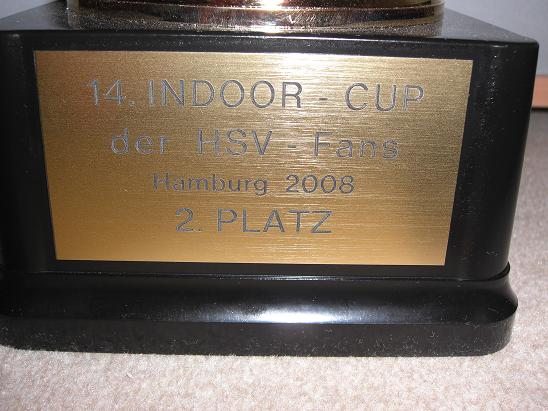 14. INDOOR - CUP
der HSV - Fans
Hamburg 2008
2. PLATZ